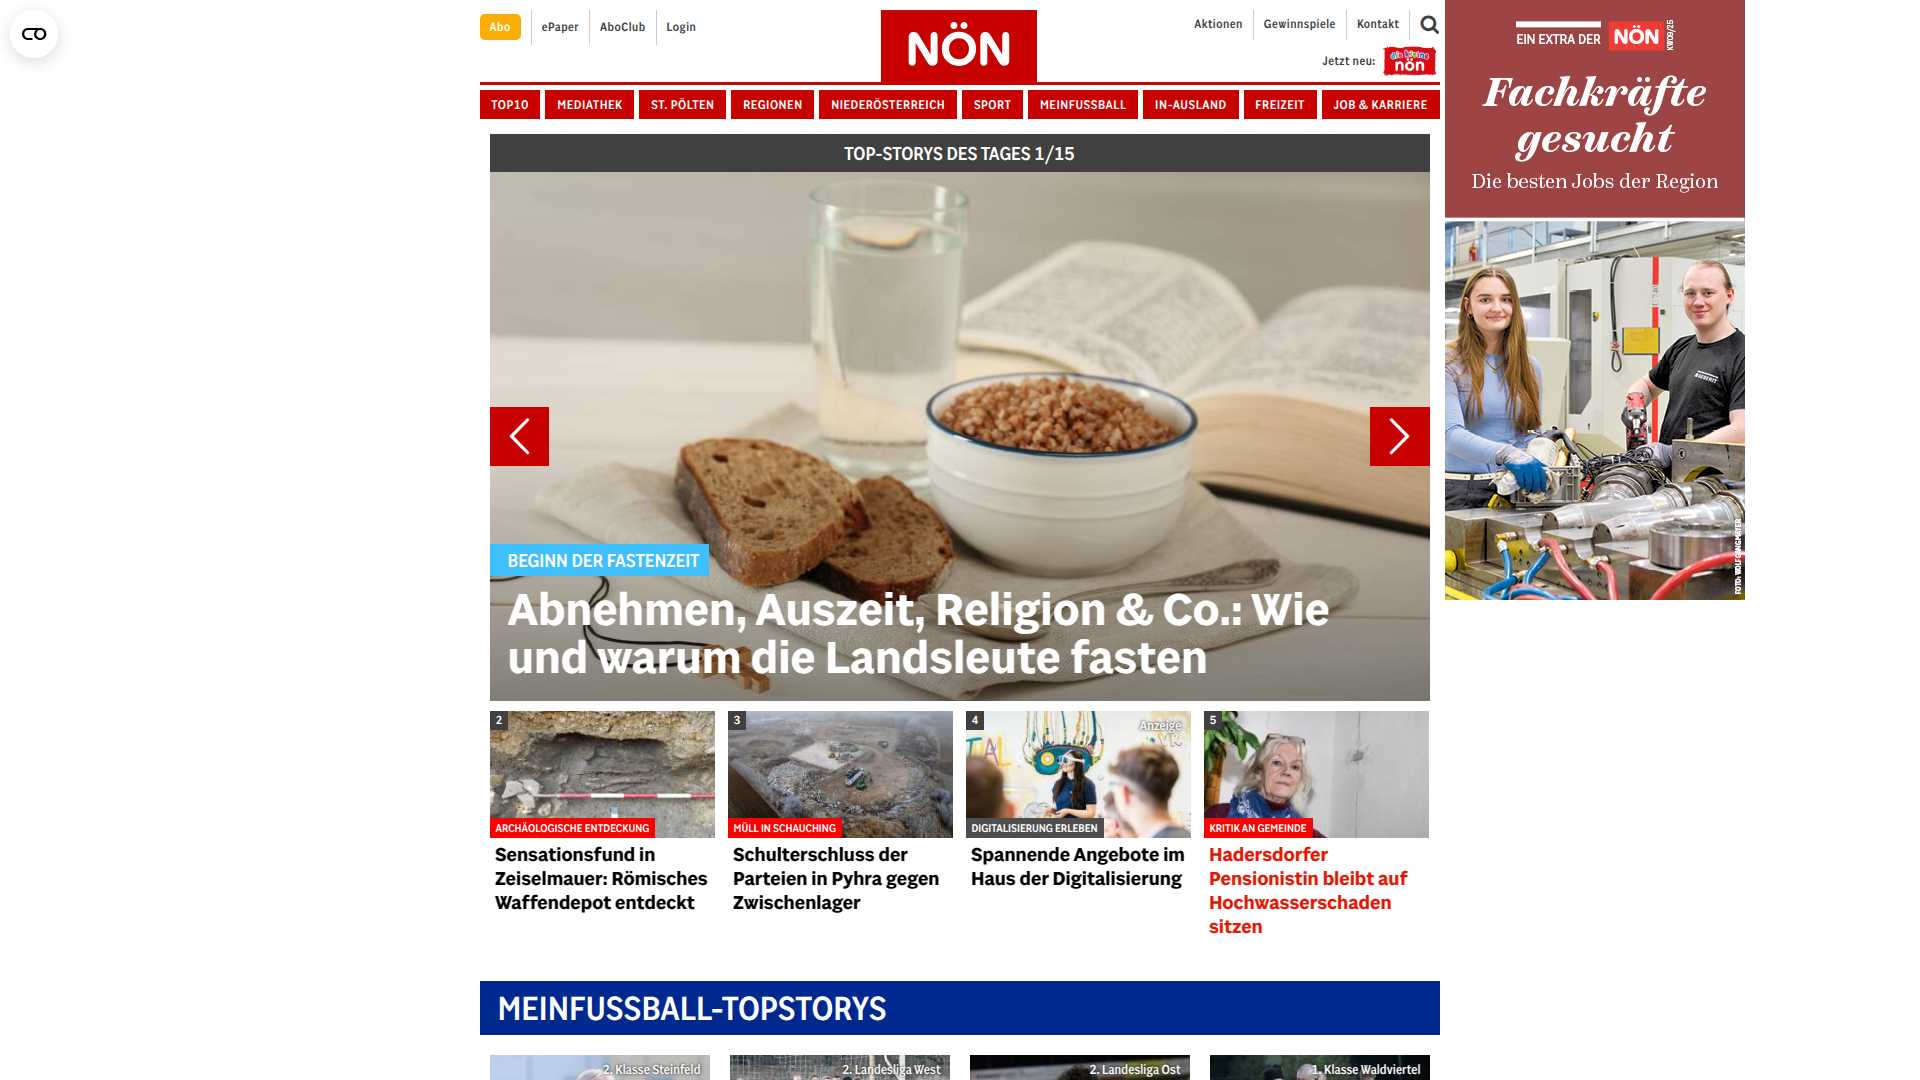 Abo
ePaper
AboClub
Login
NÖN
Aktionen
Gewinnspiele
Kontakt
Jetzt neu:
die kleine
nön
TOP10
MEDIATHEK
ST. PÖLTEN
REGIONEN
NIEDERÖSTERREICH
SPORT
MEINFUSSBALL
IN-AUSLAND
FREIZEIT
JOB & KARRIERE
EIN EXTRA DER NÖN
KW09/25
Fachkräfte
gesucht
Die besten Jobs der Region
FOTO: WOLFGANG MAYER
TOP-STORYS DES TAGES 1/15
BEGINN DER FASTENZEIT
Abnehmen, Auszeit, Religion & Co.: Wie
und warum die Landsleute fasten
2
ARCHÄOLOGISCHE ENTDECKUNG
Sensationsfund in
Zeiselmauer: Römisches
Waffendepot entdeckt
3
MÜLL IN SCHAUCHING
Schulterschluss der
Parteien in Pyhra gegen
Zwischenlager
4
Anzeige
DIGITALISIERUNG ERLEBEN
Spannende Angebote im
Haus der Digitalisierung
5
KRITIK AN GEMEINDE
Hadersdorfer
Pensionistin bleibt auf
Hochwasserschaden
sitzen
MEINFUSSBALL-TOPSTORYS
2. Klasse Steinfeld
2. Landesliga West
2. Landesliga Ost
1. Klasse Waldviertel